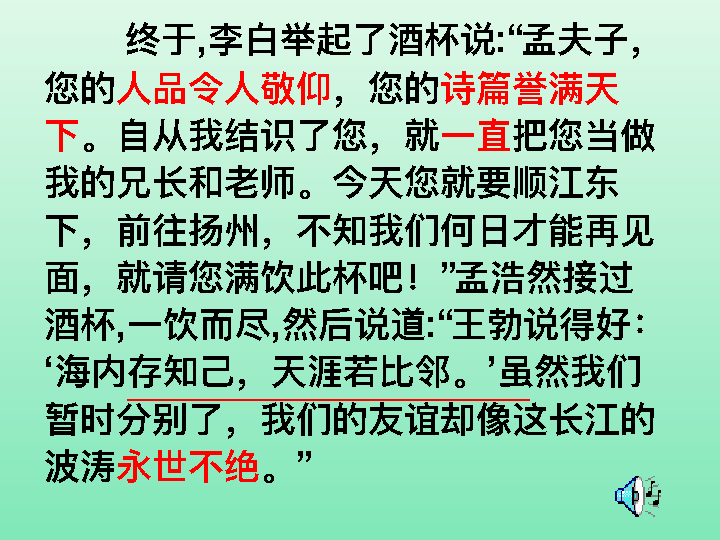 终于,李白举起了酒杯说:“孟夫子，
您的人品令人敬仰，您的诗篇誉满天
下。自从我结识了您，就一直把您当做
我的兄长和老师。今天您就要顺江东
下，前往扬州，不知我们何日才能再见
面，就请您满饮此杯吧！”孟浩然接过
酒杯,一饮而尽,然后说道:“王勃说得好：
‘海内存知己，天涯若比邻。’虽然我们
暂时分别了，我们的友谊却像这长江的
波涛永世不绝。”